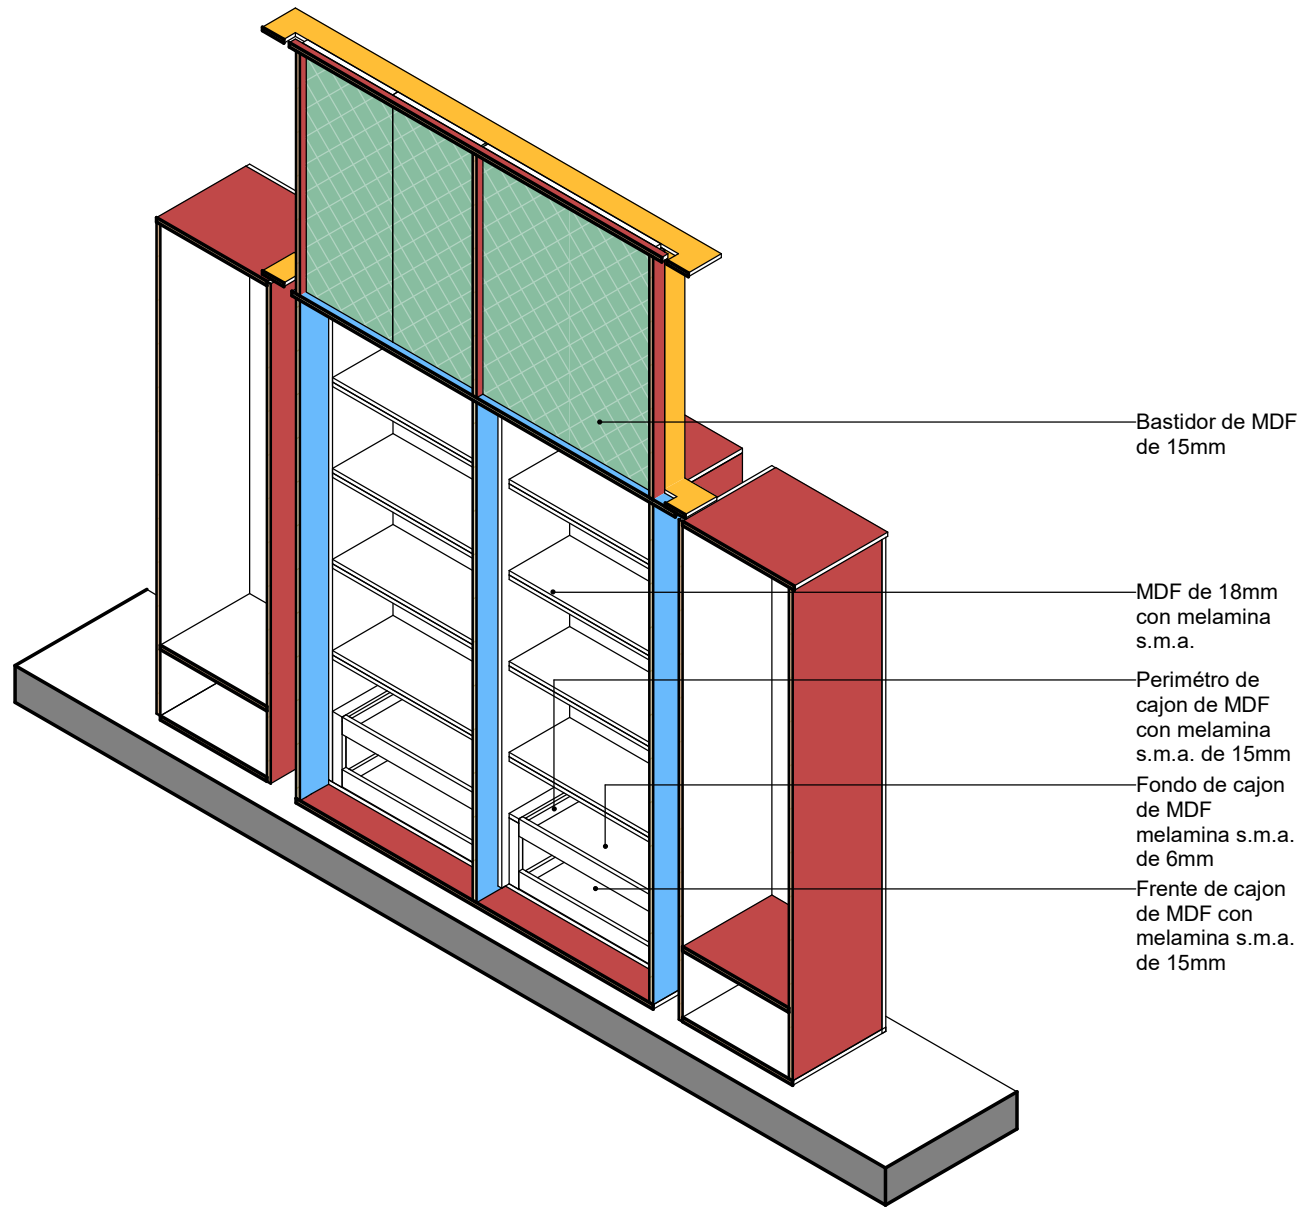 Bastidor de MDF
de 15mm
MDF de 18mm
con melamina
s.m.a.
Perimétro de
cajon de MDF
con melamina
s.m.a. de 15mm
Fondo de cajon
de MDF
melamina s.m.a.
de 6mm
Frente de cajon
de MDF con
melamina s.m.a.
de 15mm